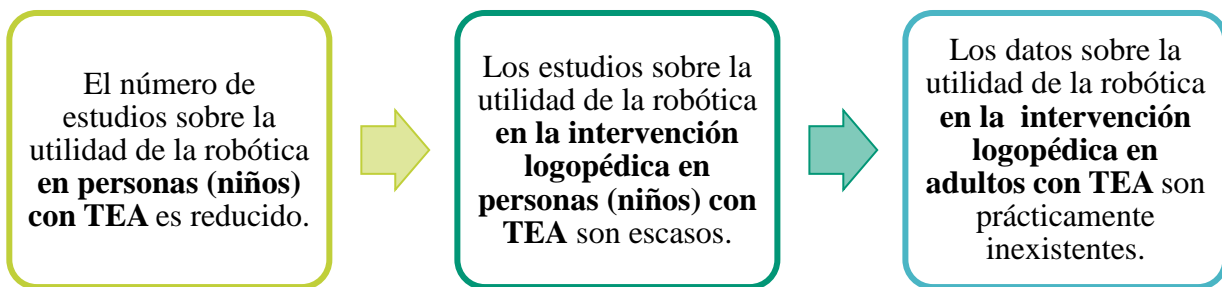 El número de
estudios sobre la
utilidad de la robótica
en personas (niños)
con TEA es reducido.
Los estudios sobre la
utilidad de la robótica
en la intervención
logopédica en
personas (niños) con
TEA son escasos.
Los datos sobre la
utilidad de la robótica
en la intervención
logopédica en
adultos con TEA son
prácticamente
inexistentes.